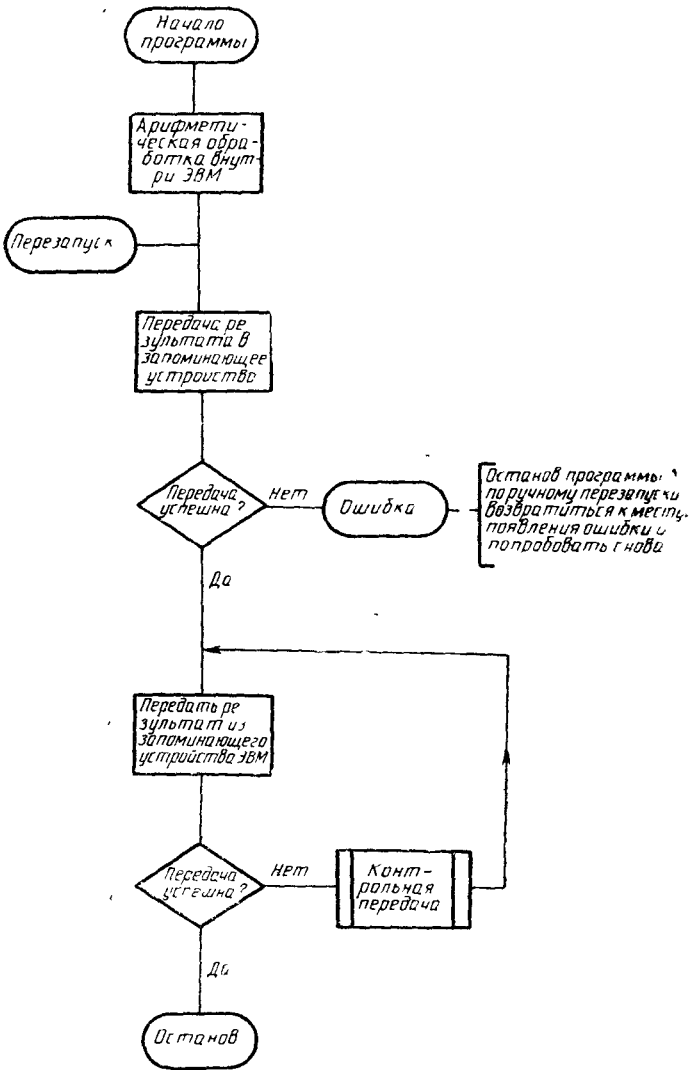 Начало
программы
Арифмети-
ческая обра-
ботка внут-
ри ЭВМ
Перезапуск
Передача ре
зультата в
запоминающее
устройство
Передача
успешна?
Нет
Ошибка
Останов программы
по ручному перезапуску
возвратиться к месту
появления ошибки и
попробовать снова
Да
Передать ре
зультат из
запоминающего
устройства ЭВМ
Передача
успешна?
Нет
Конт-
рольная
передача
Да
Останов